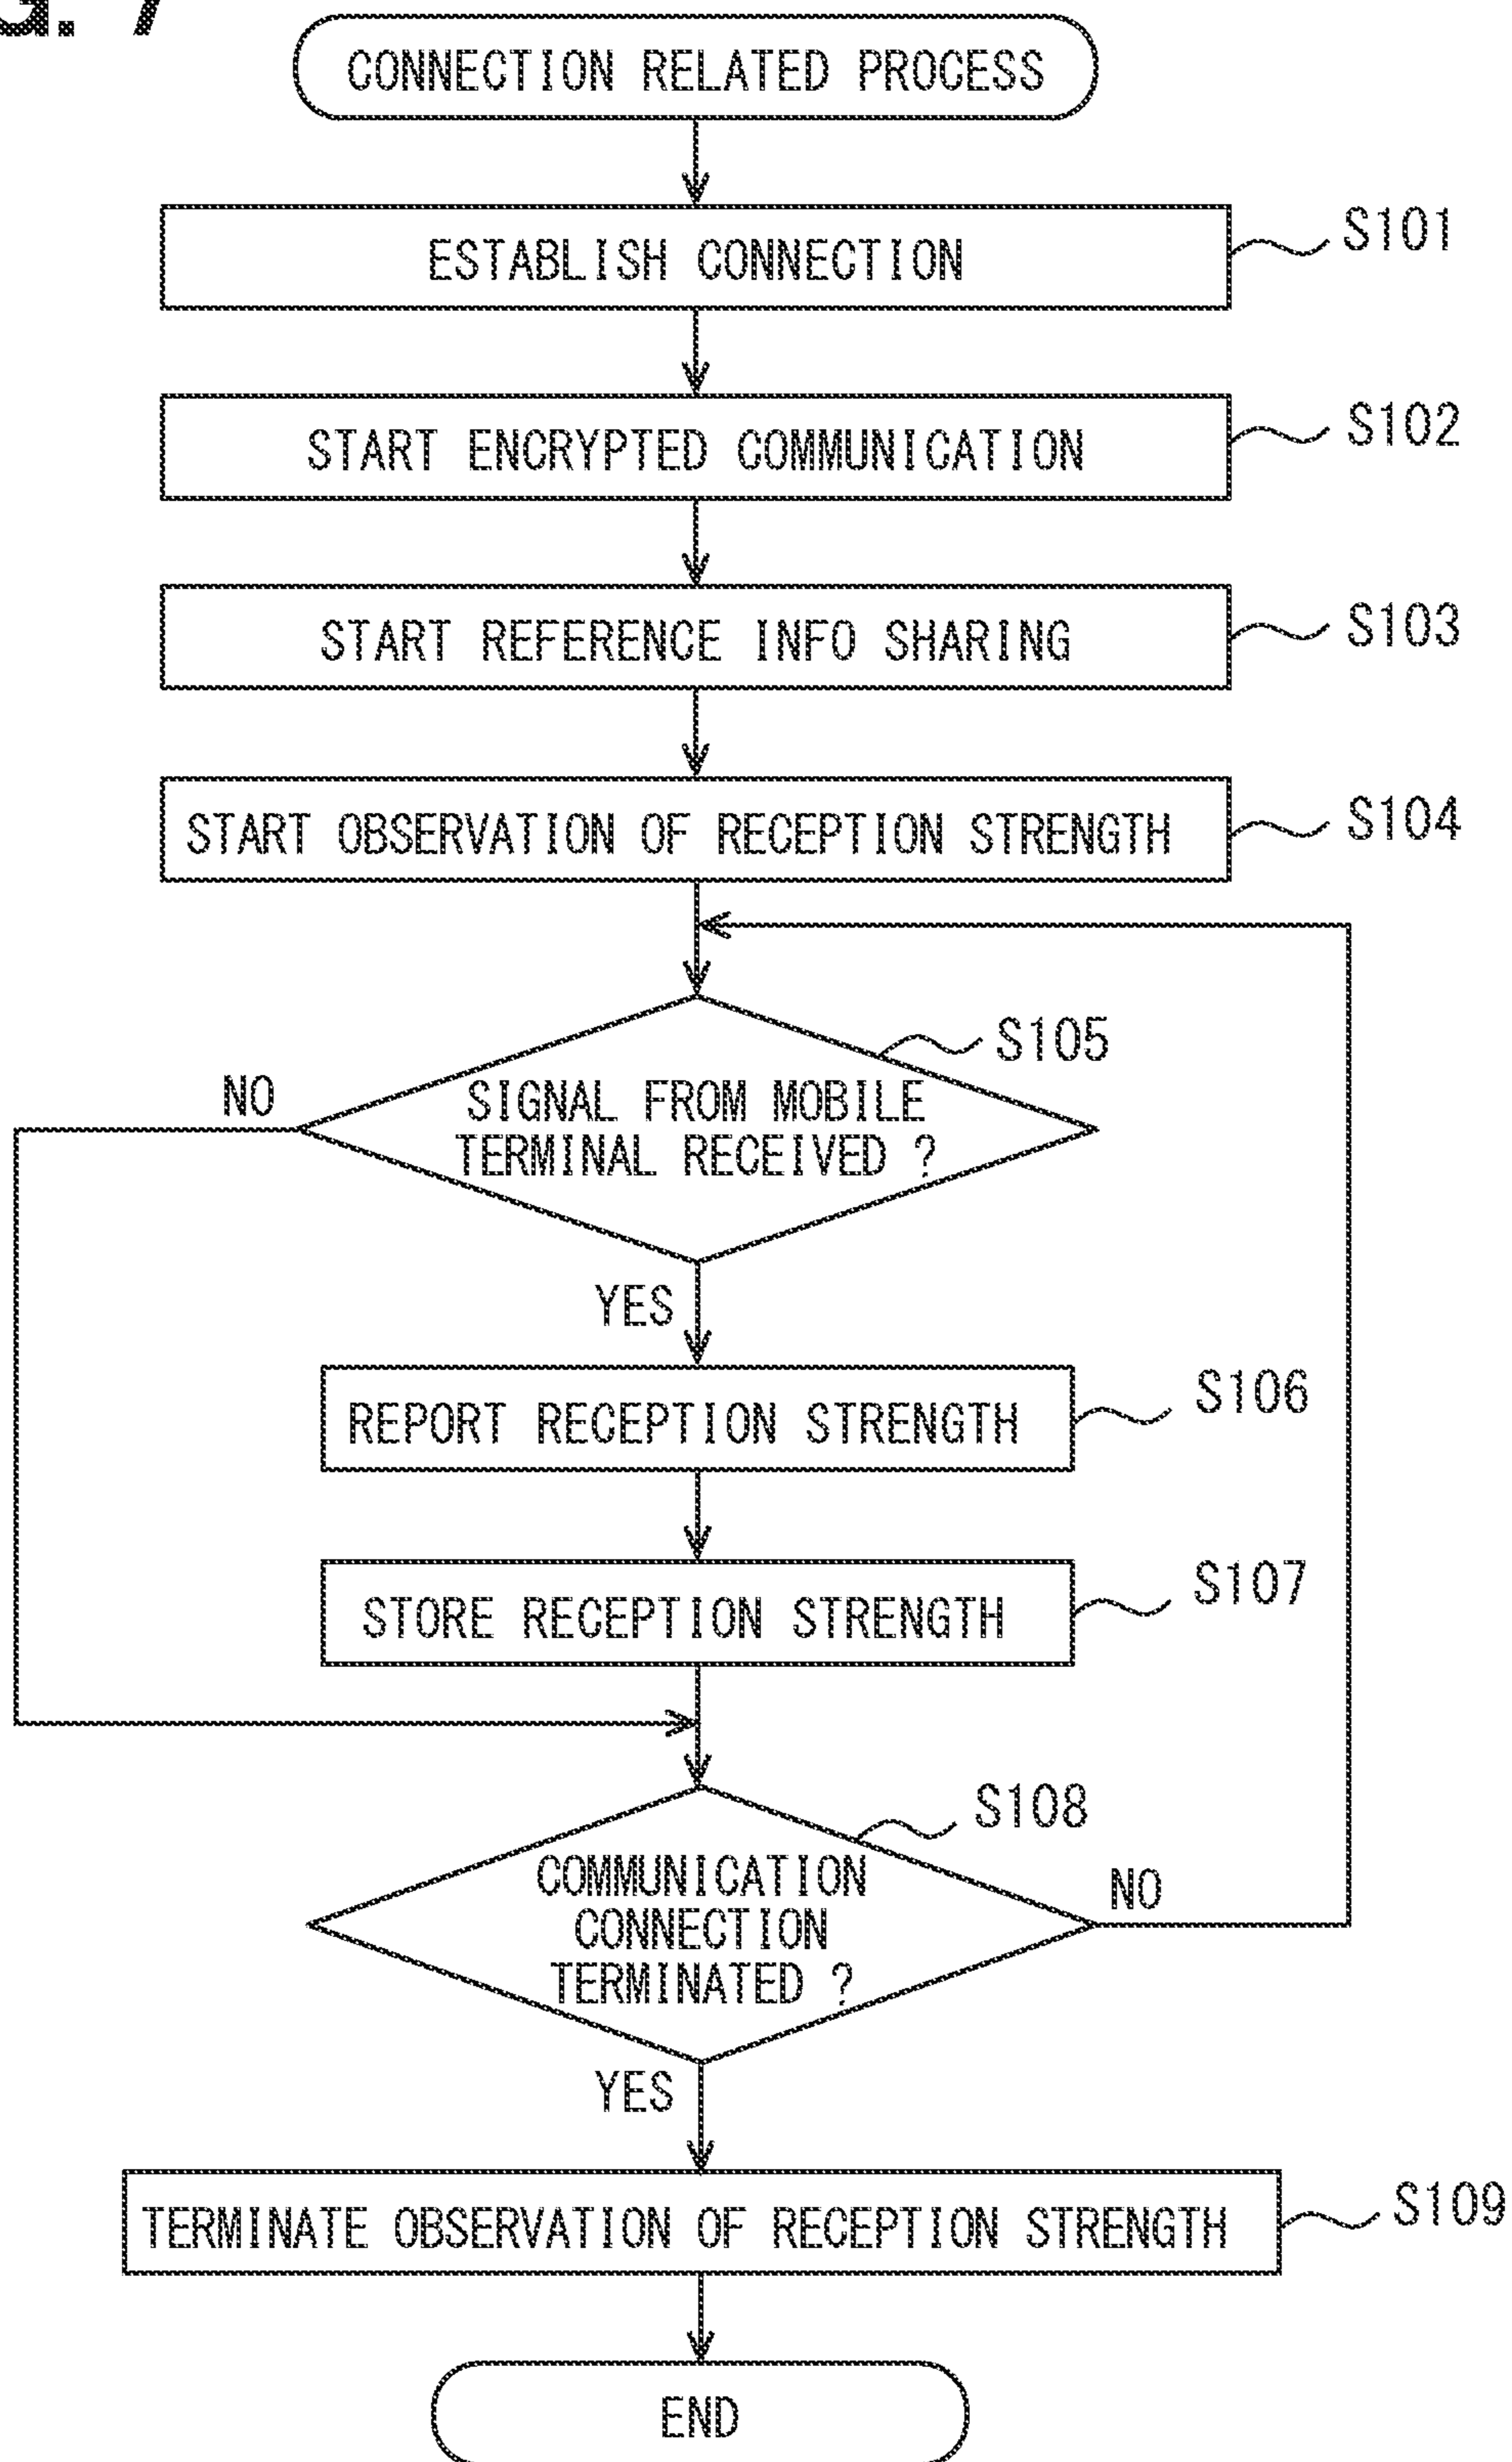 G. 7
CONNECTION RELATED PROCESS
ESTABLISH CONNECTION
S101
START ENCRYPTED COMMUNICATION
S102
START REFERENCE INFO SHARING
S103
START OBSERVATION OF RECEPTION STRENGTH
S104
S105
NO
SIGNAL FROM MOBILE
TERMINAL RECEIVED ?
YES
REPORT RECEPTION STRENGTH
S106
STORE RECEPTION STRENGTH
S107
S108
COMMUNICATION
CONNECTION
TERMINATED ?
NO
YES
TERMINATE OBSERVATION OF RECEPTION STRENGTH
S109
END